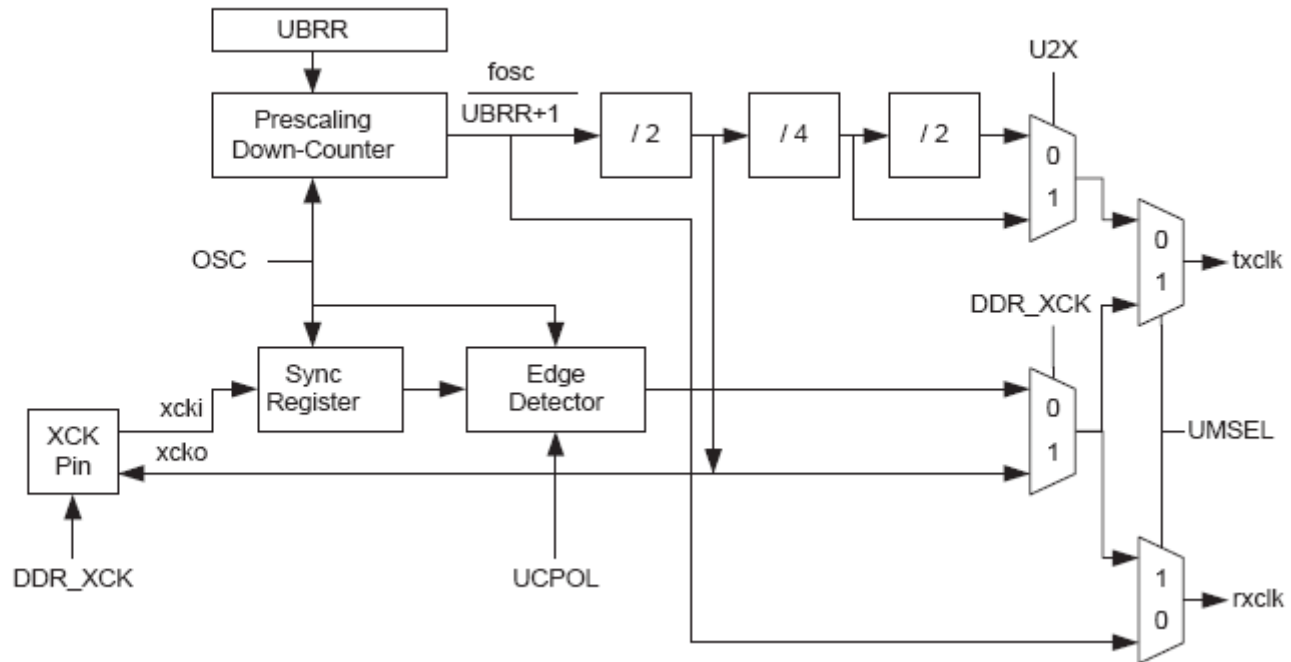 UBRR
U2X
fosc
UBRR+1
Prescaling
Down-Counter
/ 2
/ 4
/ 2
0
1
OSC
0
1
txclk
DDR_XCK
Sync
Register
Edge
Detector
0
1
xcki
XCK
Pin
xcko
UMSEL
DDR_XCK
UCPOL
1
0
rxclk